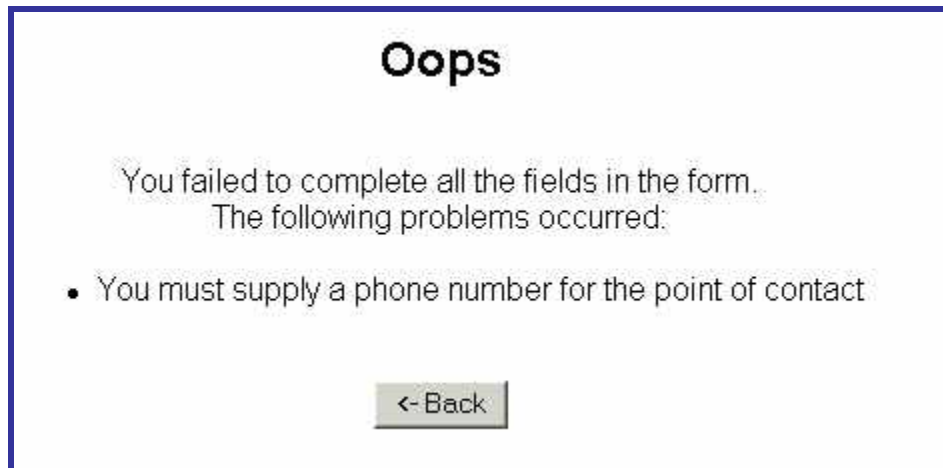 Oops
You failed to complete all the fields in the form.
The following problems occurred:
• You must supply a phone number for the point of contact
<- Back